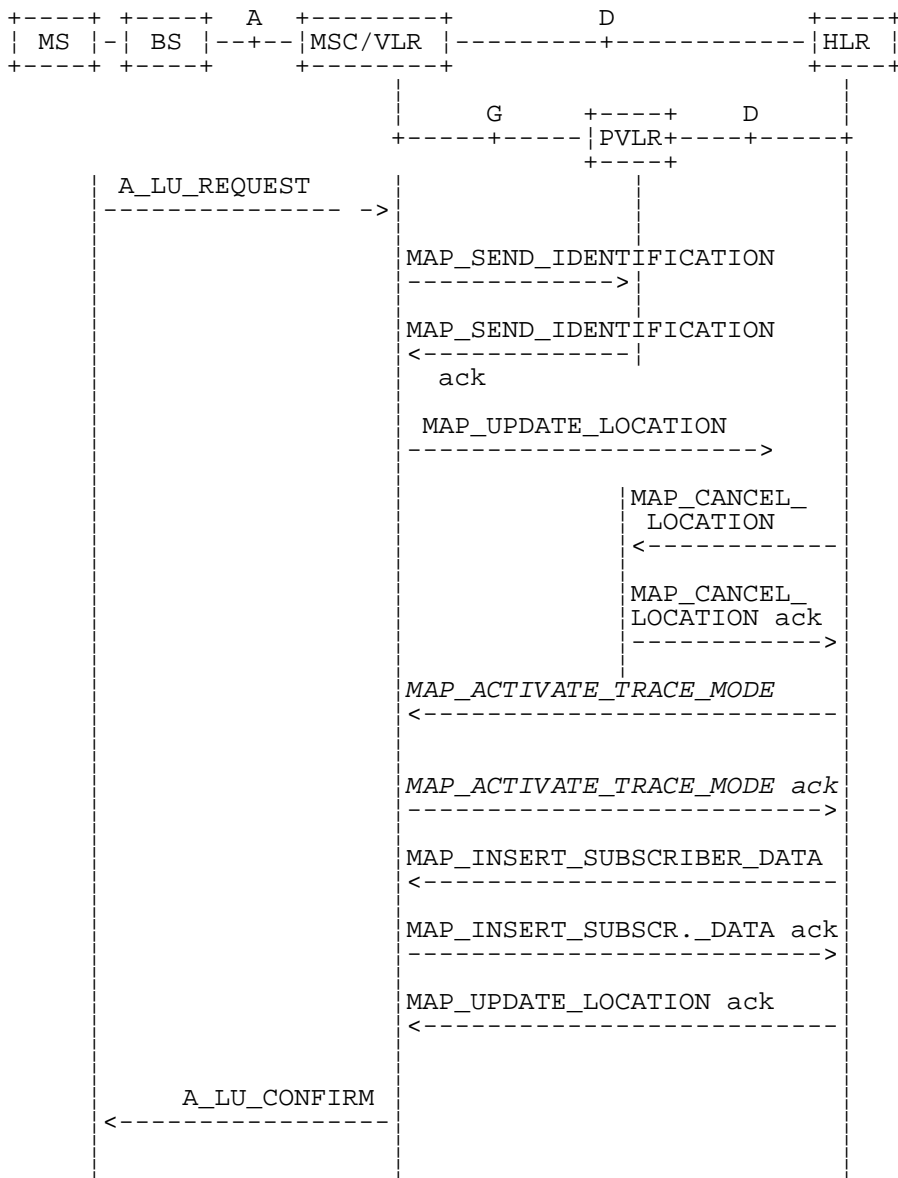 A D
MS BS MSC/VLR HLR
G D
PVLR
A_LU_REQUEST
MAP_SEND_IDENTIFICATION
MAP_SEND_IDENTIFICATION
ack
MAP_UPDATE_LOCATION
MAP_CANCEL_
LOCATION
MAP_CANCEL_
LOCATION ack
MAP_ACTIVATE_TRACE_MODE
MAP_ACTIVATE_TRACE_MODE ack
MAP_INSERT_SUBSCRIBER_DATA
MAP_INSERT_SUBSCR._DATA ack
MAP_UPDATE_LOCATION ack
A_LU_CONFIRM